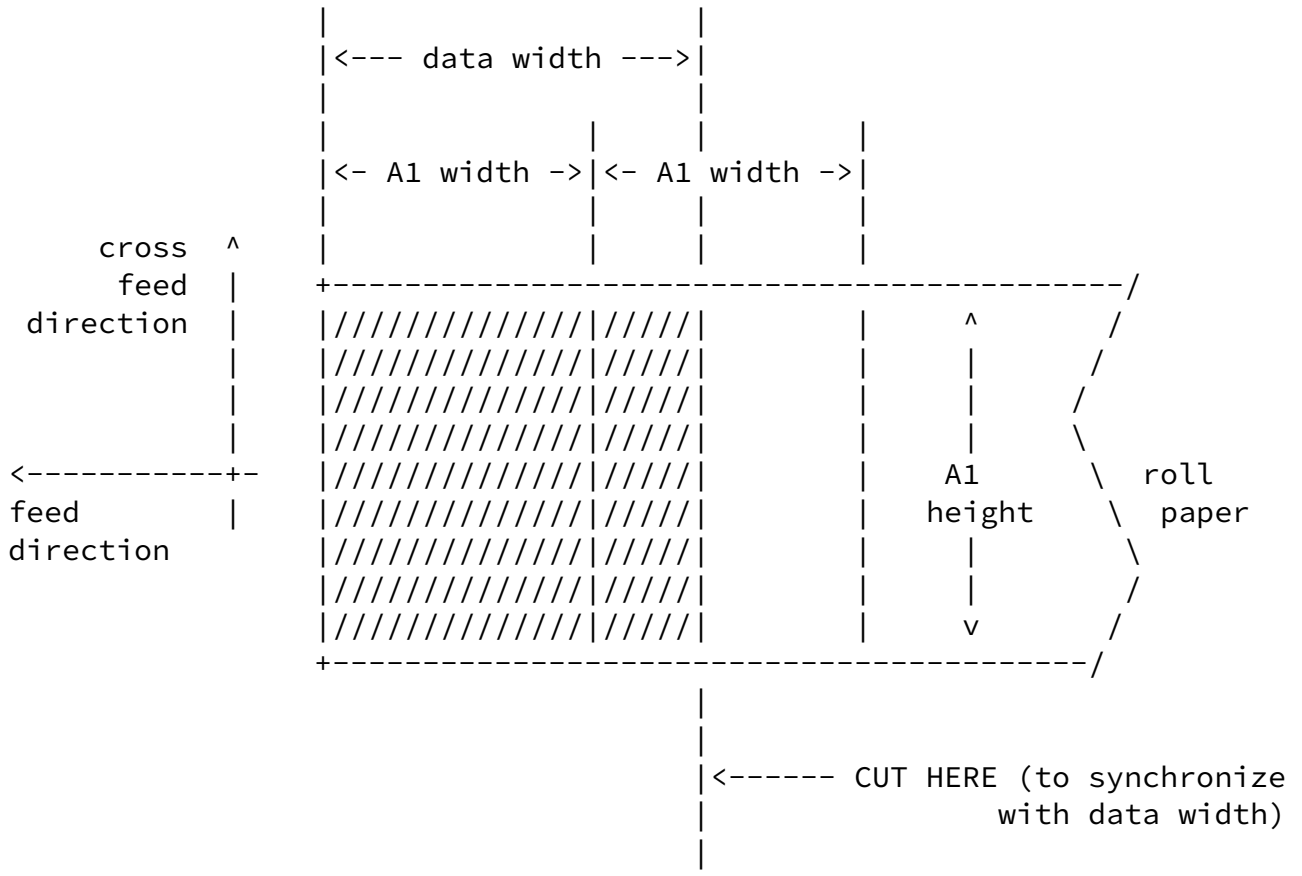 <--- data width --->
<- A1 width -> <- A1 width ->
cross
feed
direction
A1 roll
feed height paper
direction
<------ CUT HERE (to synchronize
with data width)